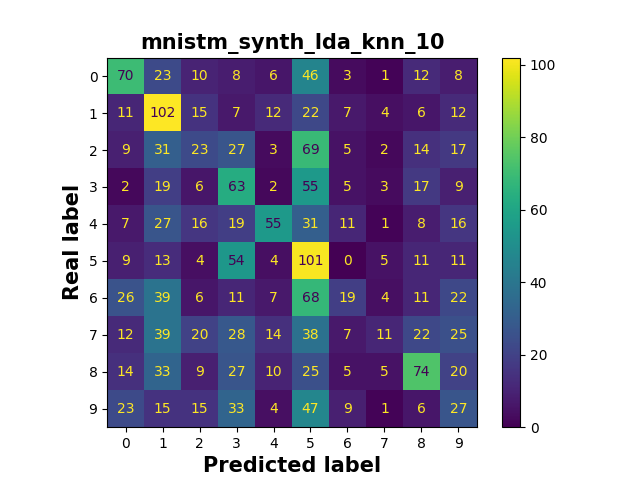 mnistm_synth_lda_knn_10
0 70 23 10 8 6 46 3 1 12 8
1 11 102 15 7 12 22 7 4 6 12
2 9 31 23 27 3 69 5 2 14 17
3 2 19 6 63 2 55 5 3 17 9
4 7 27 16 19 55 31 11 1 8 16
5 9 13 4 54 4 101 0 5 11 11
6 26 39 6 11 7 68 19 4 11 22
7 12 39 20 28 14 38 7 11 22 25
8 14 33 9 27 10 25 5 5 74 20
9 23 15 15 33 4 47 9 1 6 27
0 1 2 3 4 5 6 7 8 9
Real label
Predicted label
100
80
60
40
20
0